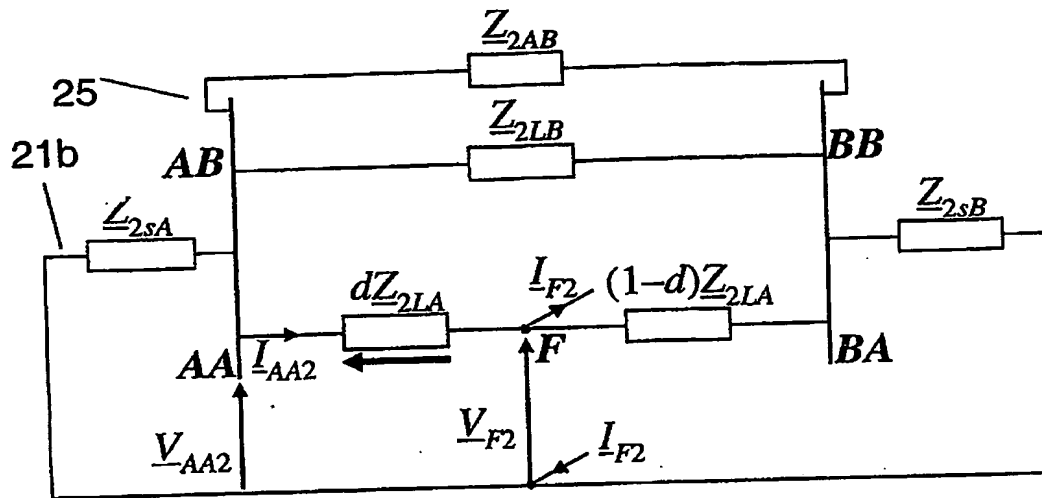 Z2AB
25
Z2LB
21b
AB
BB
Z2sA
Z2sB
dZ2LA
IF2
(1–d)Z2LA
AA
IAA2
F
BA
VAA2
VF2
IF2